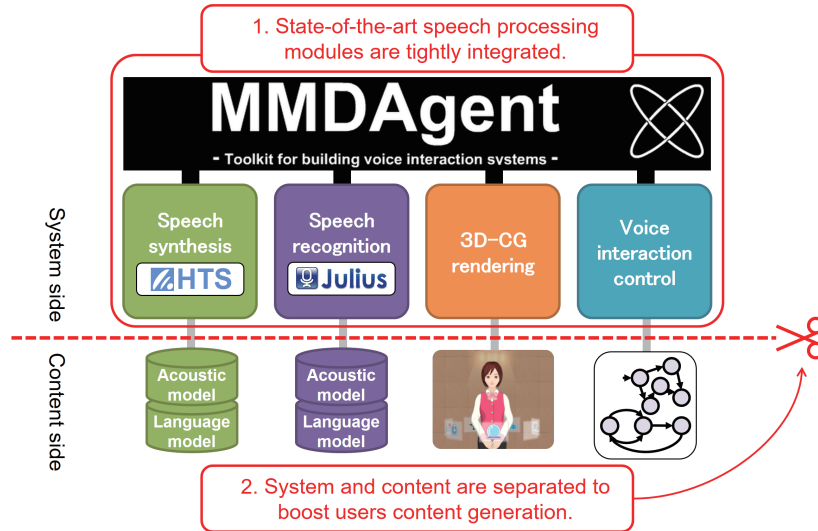 1. State-of-the-art speech processing
modules are tightly integrated.
MMDAgent
- Toolkit for building voice interaction systems -
System side
Speech
synthesis
HTS
Speech
recognition
Julius
3D-CG
rendering
Voice
interaction
control
Content side
Acoustic
model
Language
model
Acoustic
model
Language
model
2. System and content are separated to
boost users content generation.